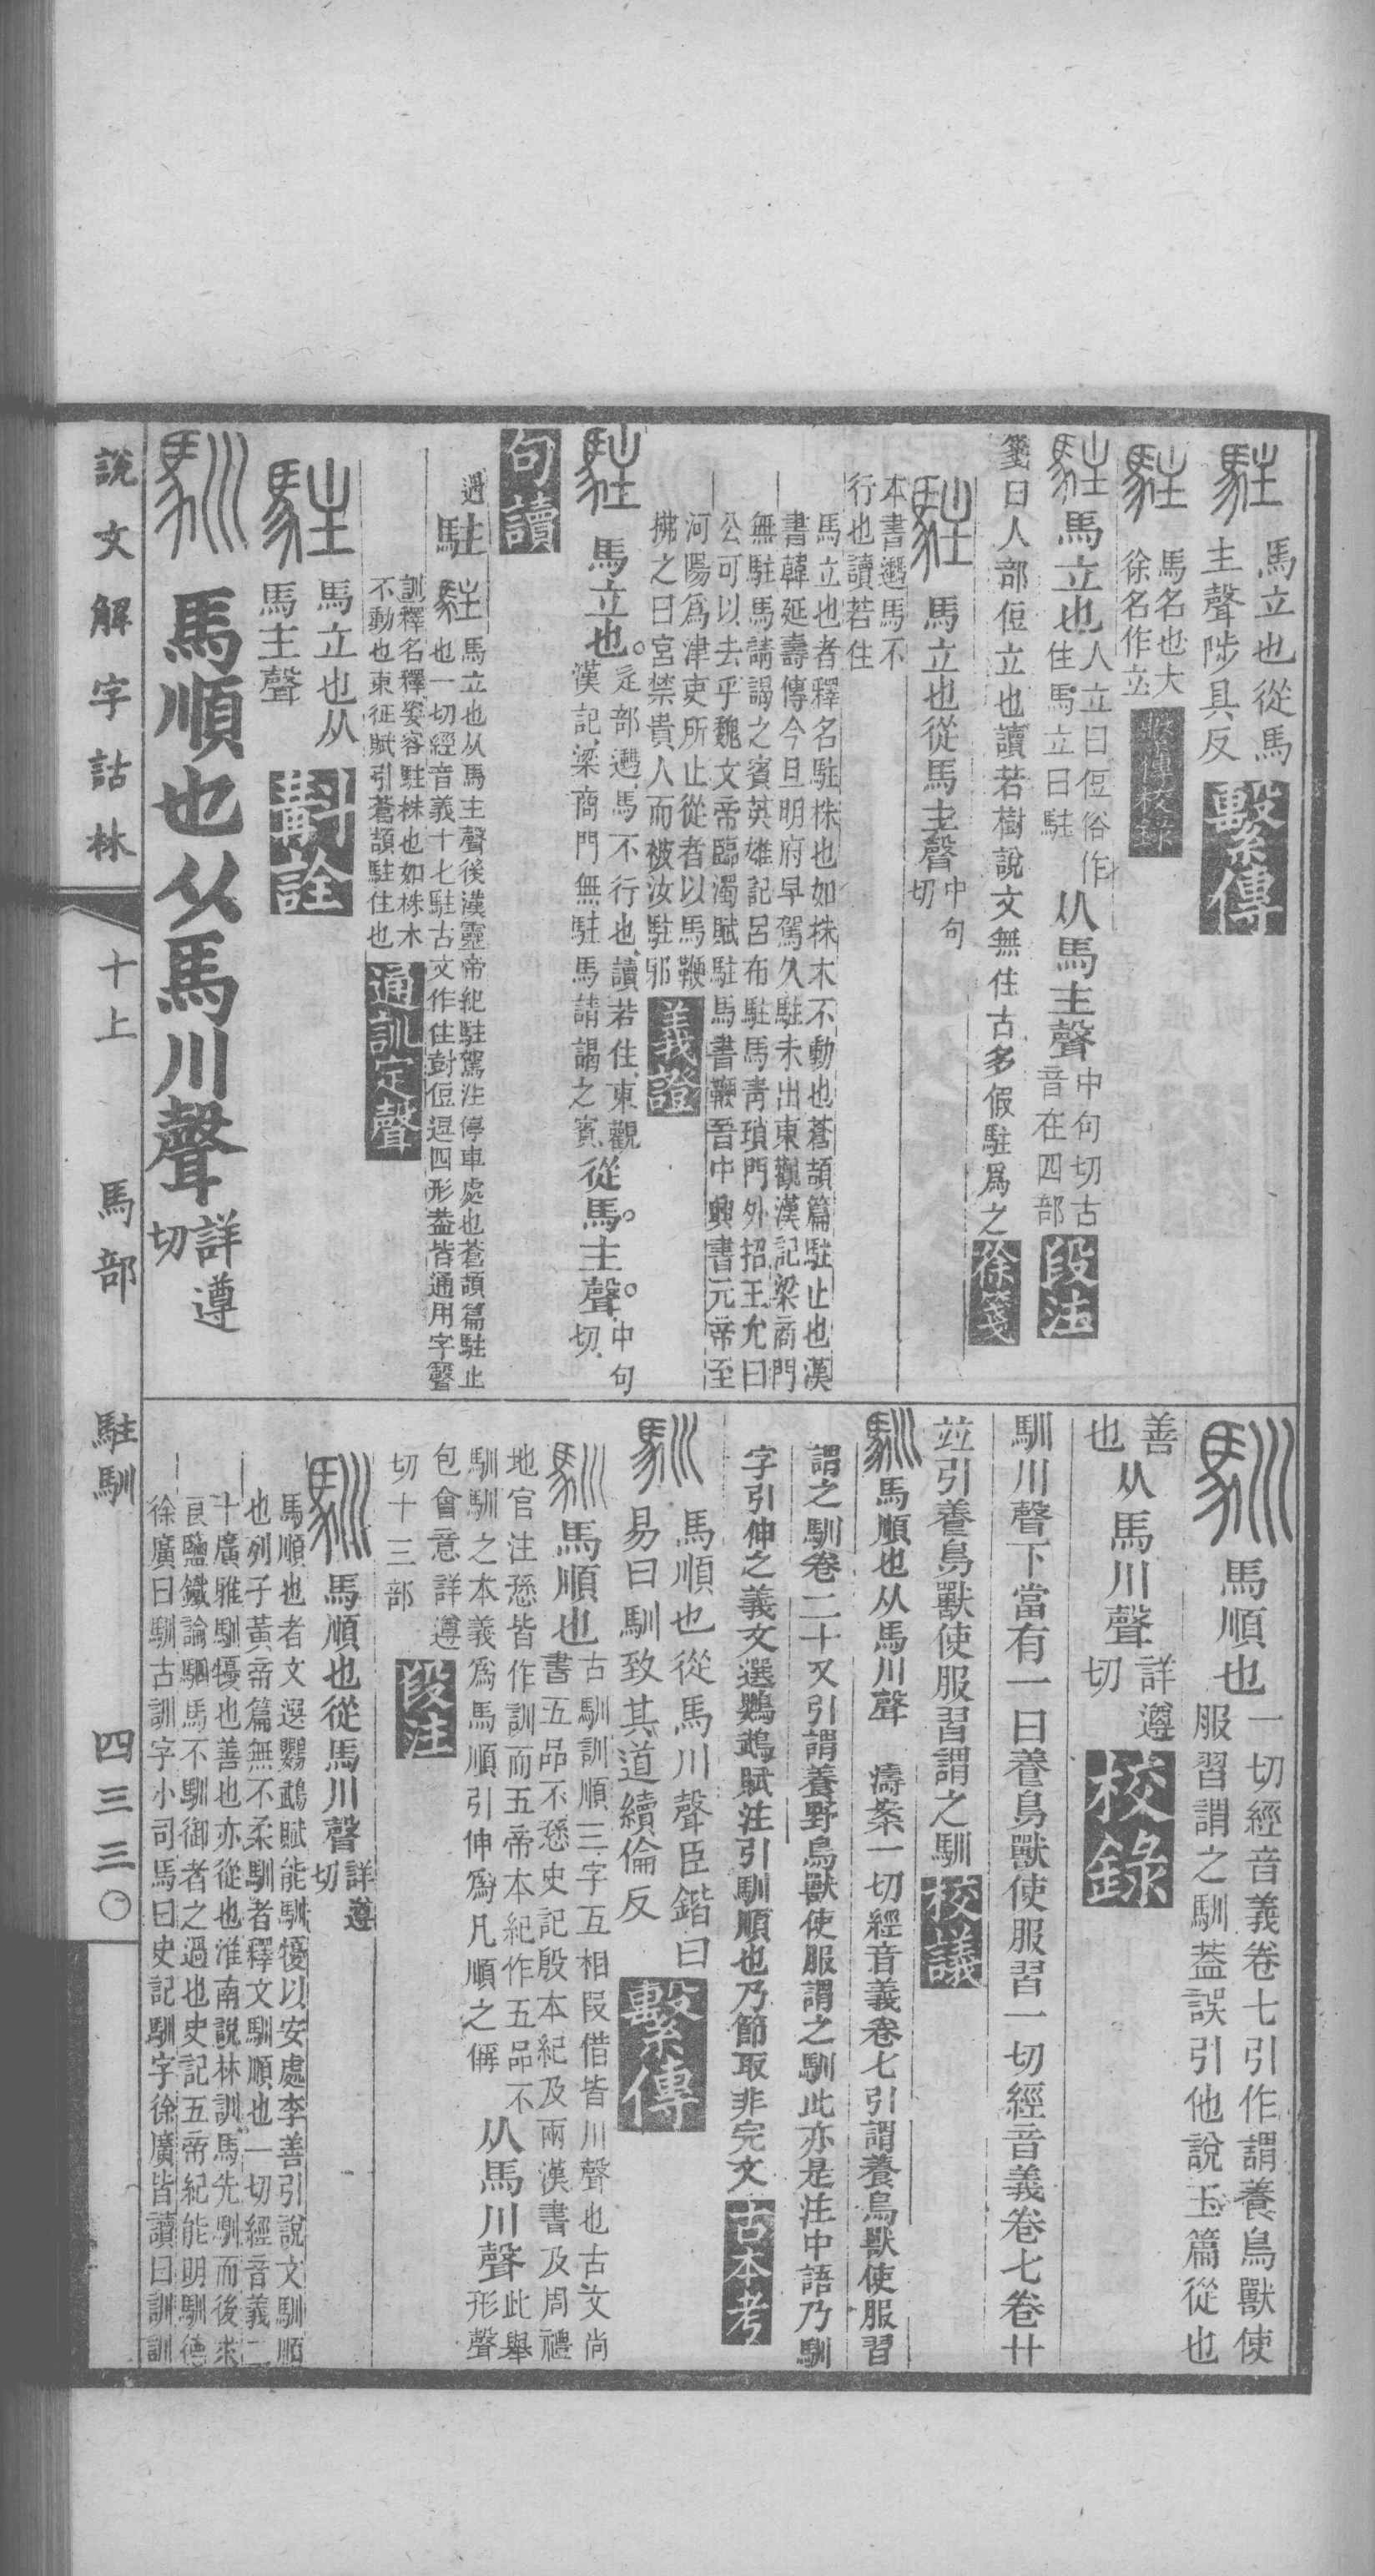 馬立也從馬
主聲陟具反
繫傳
馬名也大
徐名作立
繫傳校錄
馬立也人立曰侸俗作
住馬立曰駐
从馬主聲中句切古
音在四部
段注
箋曰人部侸立也讀若樹說文無住古多假駐爲之
徐箋
馬立也從馬主聲中句
切
本書遱馬不
行也讀若住
馬立也者釋名駐株也如株木不動也蒼頡篇駐止也漢
書韓延壽傳今旦明府早駕久駐未出東觀漢記梁商門
無駐馬請謁之賓英雄記呂布駐馬青瑣門外招王允曰
公可以去乎魏文帝臨濁賦駐馬書鞭晉中興書元帝至
河陽爲津吏所止從者以馬鞭
拂之曰宮禁貴人而被汝駐邪
義證
馬立也。
漢記梁商門無駐馬請謁之賓
從馬。主聲。中句
切
句讀
駐馬立也从馬主聲後漢靈帝紀駐駕注停車處也蒼頡篇駐止
也一切經音義十七駐古文作住尌侸逗四形葢皆通用字聲
訓釋名釋姿容駐株也如株木
不動也東征賦引蒼頡駐住也
通訓定聲
馬立也从
馬主聲
斠詮
馬順也从馬川聲詳遵
切
馬順也一切經音義卷七引作謂養鳥獸使
服習謂之馴葢誤引他說玉篇從也
善
也
从馬川聲詳遵
切
校錄
馴川聲下當有一曰養鳥獸使服習一切經音義卷七卷廿
竝引養鳥獸使服習謂之馴
校議
馬順也从馬川聲 濤案一切經音義卷七引謂養鳥獸使服習
謂之馴卷二十又引謂養野鳥獸使服謂之馴此亦是注中語乃馴
字引伸之義文選鸚鵡賦注引馴順也乃節取非完文
古本考
馬順也從馬川聲臣鍇曰
易曰馴致其道續倫反
繫傳
馬順也古馴訓順三字互相叚借皆川聲也古文尚
書五品不愻史記殷本紀及兩漢書及周禮
地官注愻皆作訓而五帝本紀作五品不
馴馴之本義爲馬順引伸爲凡順之偁
从馬川聲此舉
形聲
包會意詳遵
切十三部
段注
馬順也從馬川聲詳遵
切
馬順也者文選鸚鵡賦能馴擾以安處李善引說文馴順
也列子黃帝篇無不柔馴者釋文馴順也一切經音義二
十廣雅馴擾也善也亦從也淮南說林訓馬先馴而後求
良鹽鐵論駟馬不馴御者之過也史記五帝紀能明馴德
徐廣曰馴古訓字小司馬曰史記馴字徐廣皆讀曰訓訓
說文解字詁林 十上 馬部 駐馴 四三三〇